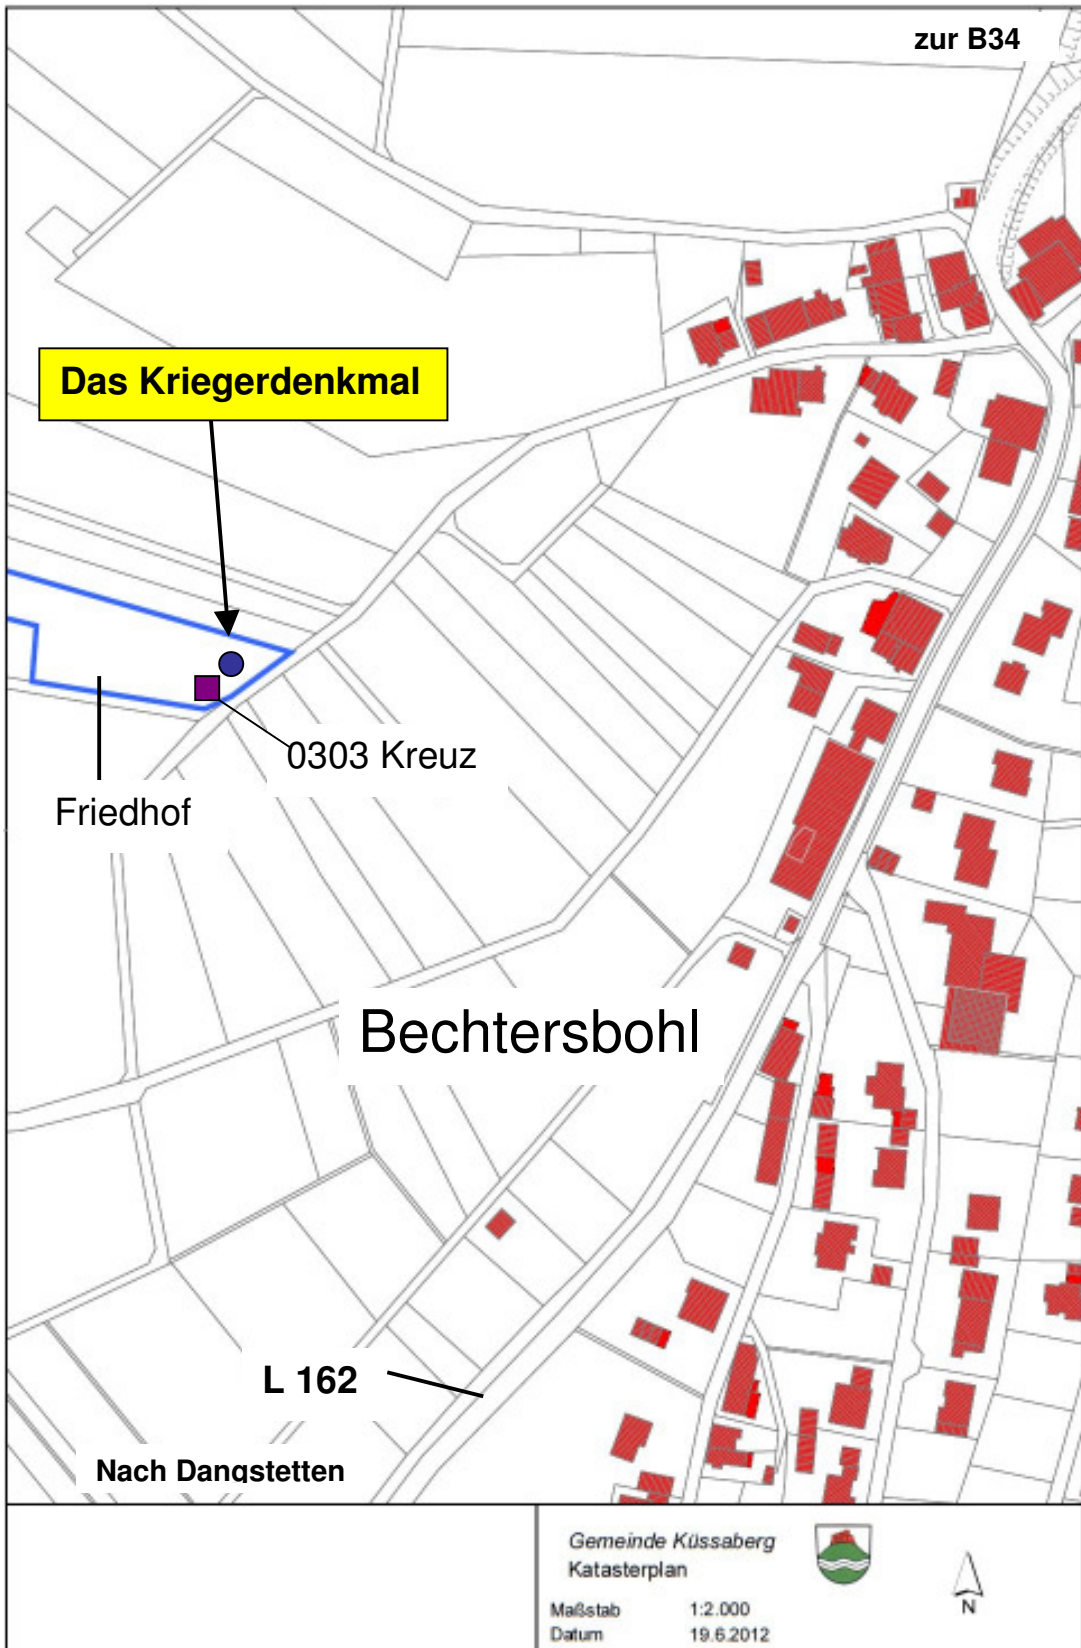 zur B34
Das Kriegerdenkmal
0303 Kreuz
Friedhof
Bechtersbohl
L 162
Nach Dangstetten
Gemeinde Küssaberg
Katasterplan
Maßstab 1:2.000
Datum 19.6.2012
N